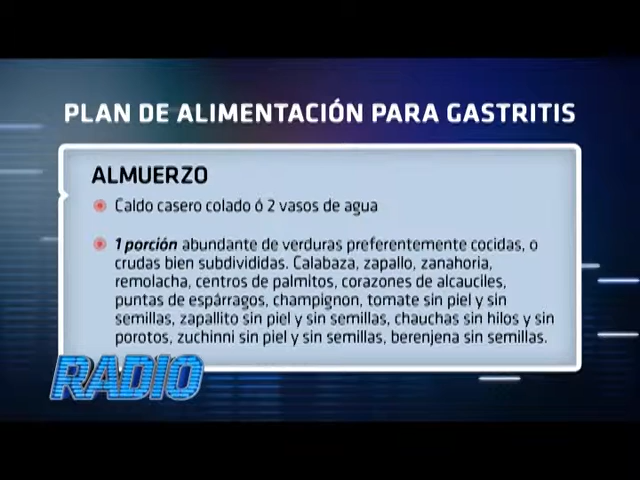 PLAN DE ALIMENTACIÓN PARA GASTRITIS
ALMUERZO
Caldo casero colado ó 2 vasos de agua
1 porción abundante de verduras preferentemente cocidas, o
crudas bien subdivididas. Calabaza, zapallo, zanahoria,
remolacha, centros de palmitos, corazones de alcauciles,
puntas de espárragos, champignon, tomate sin piel y sin
semillas, zapallito sin piel y sin semillas, chauchas sin hilos y sin
porotos, zuchinni sin piel y sin semillas, berenjena sin semillas.
RADIO